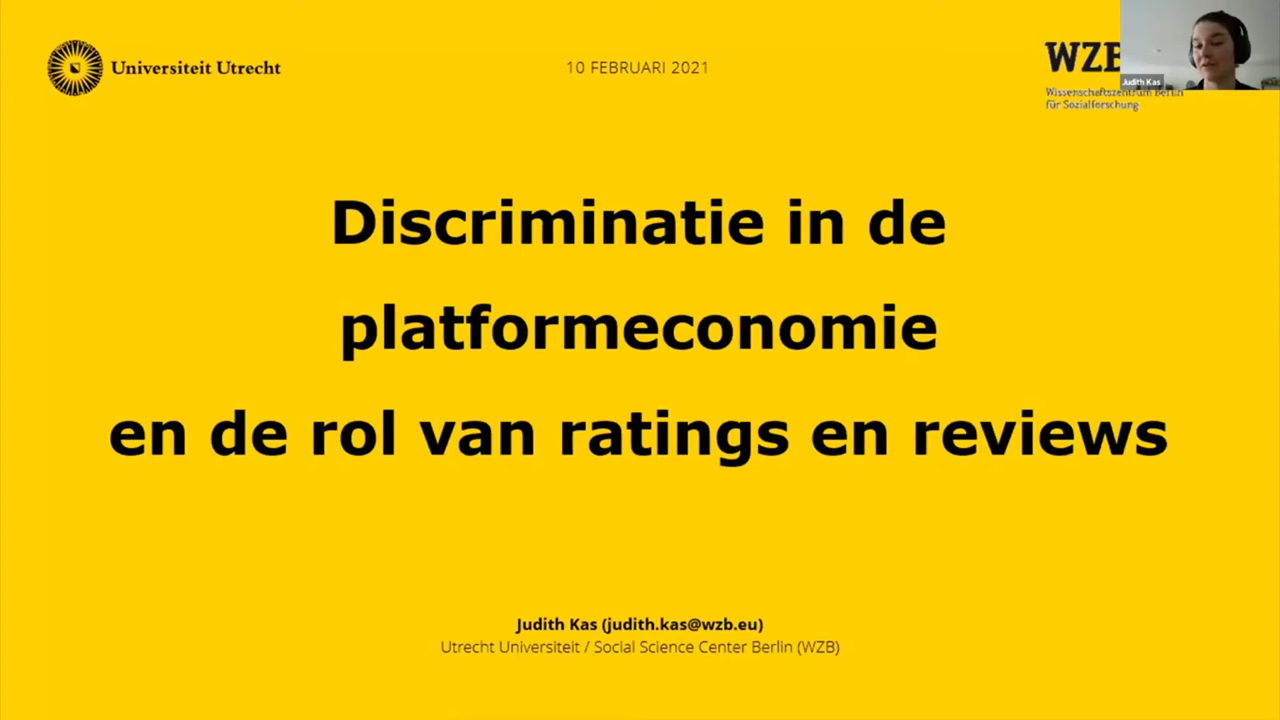 Universiteit Utrecht
10 FEBRUARI 2021
WZB
Judith Kas
Wissenschaftszentrum Berlin
für Sozialforschung
Discriminatie in de
platformeconomie
en de rol van ratings en reviews
Judith Kas (judith.kas@wzb.eu)
Utrecht Universiteit / Social Science Center Berlin (WZB)